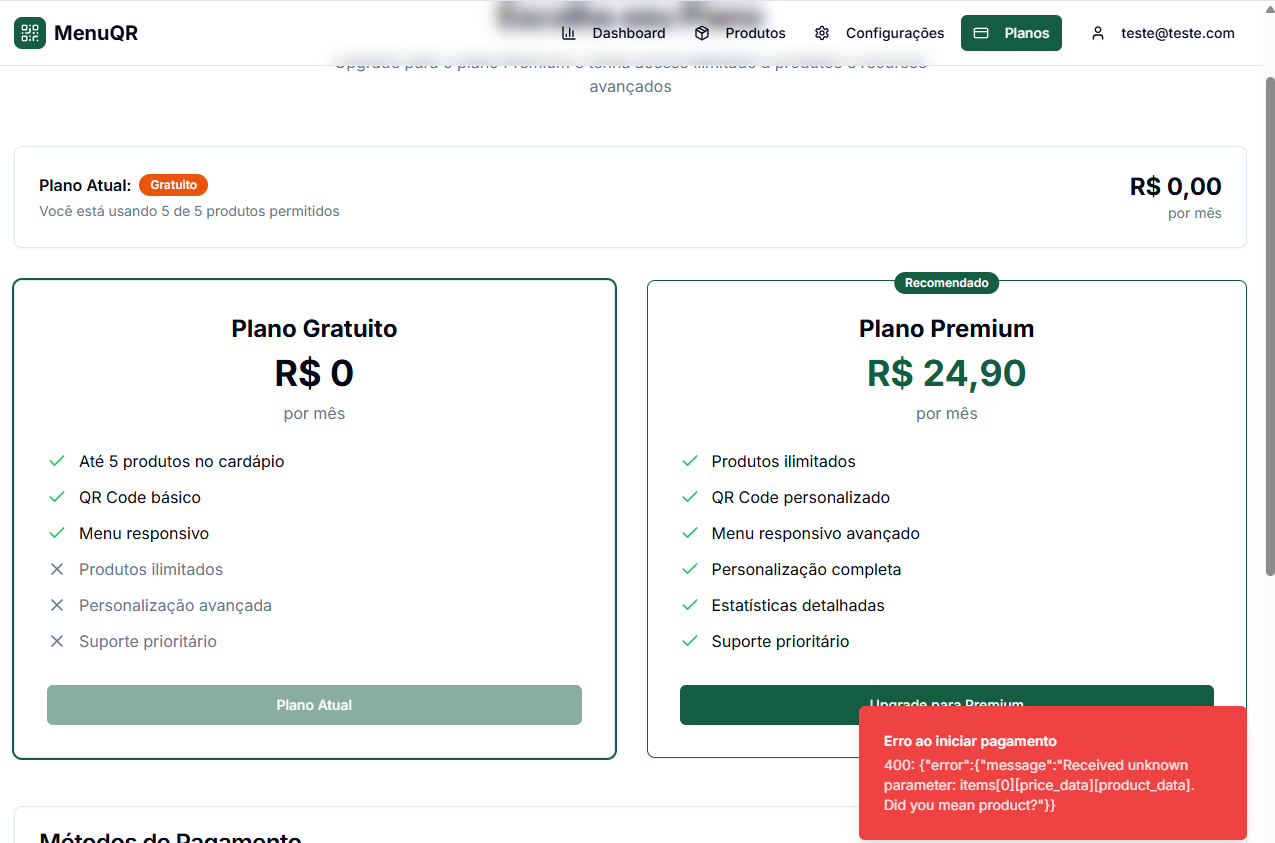 MenuQR
Dashboard
Produtos
Configurações
Planos
teste@teste.com
avançados
Plano Atual: Gratuito
Você está usando 5 de 5 produtos permitidos
R$ 0,00
por mês
Plano Gratuito
R$ 0
por mês
Até 5 produtos no cardápio
QR Code básico
Menu responsivo
Produtos ilimitados
Personalização avançada
Suporte prioritário
Plano Atual
Recomendado
Plano Premium
R$ 24,90
por mês
Produtos ilimitados
QR Code personalizado
Menu responsivo avançado
Personalização completa
Estatísticas detalhadas
Suporte prioritário
Upgrade para Premium
Erro ao iniciar pagamento
400: {"error":{"message":"Received unknown
parameter: items[0][price_data][product_data].
Did you mean product?"}}
Métodos de Pagamento